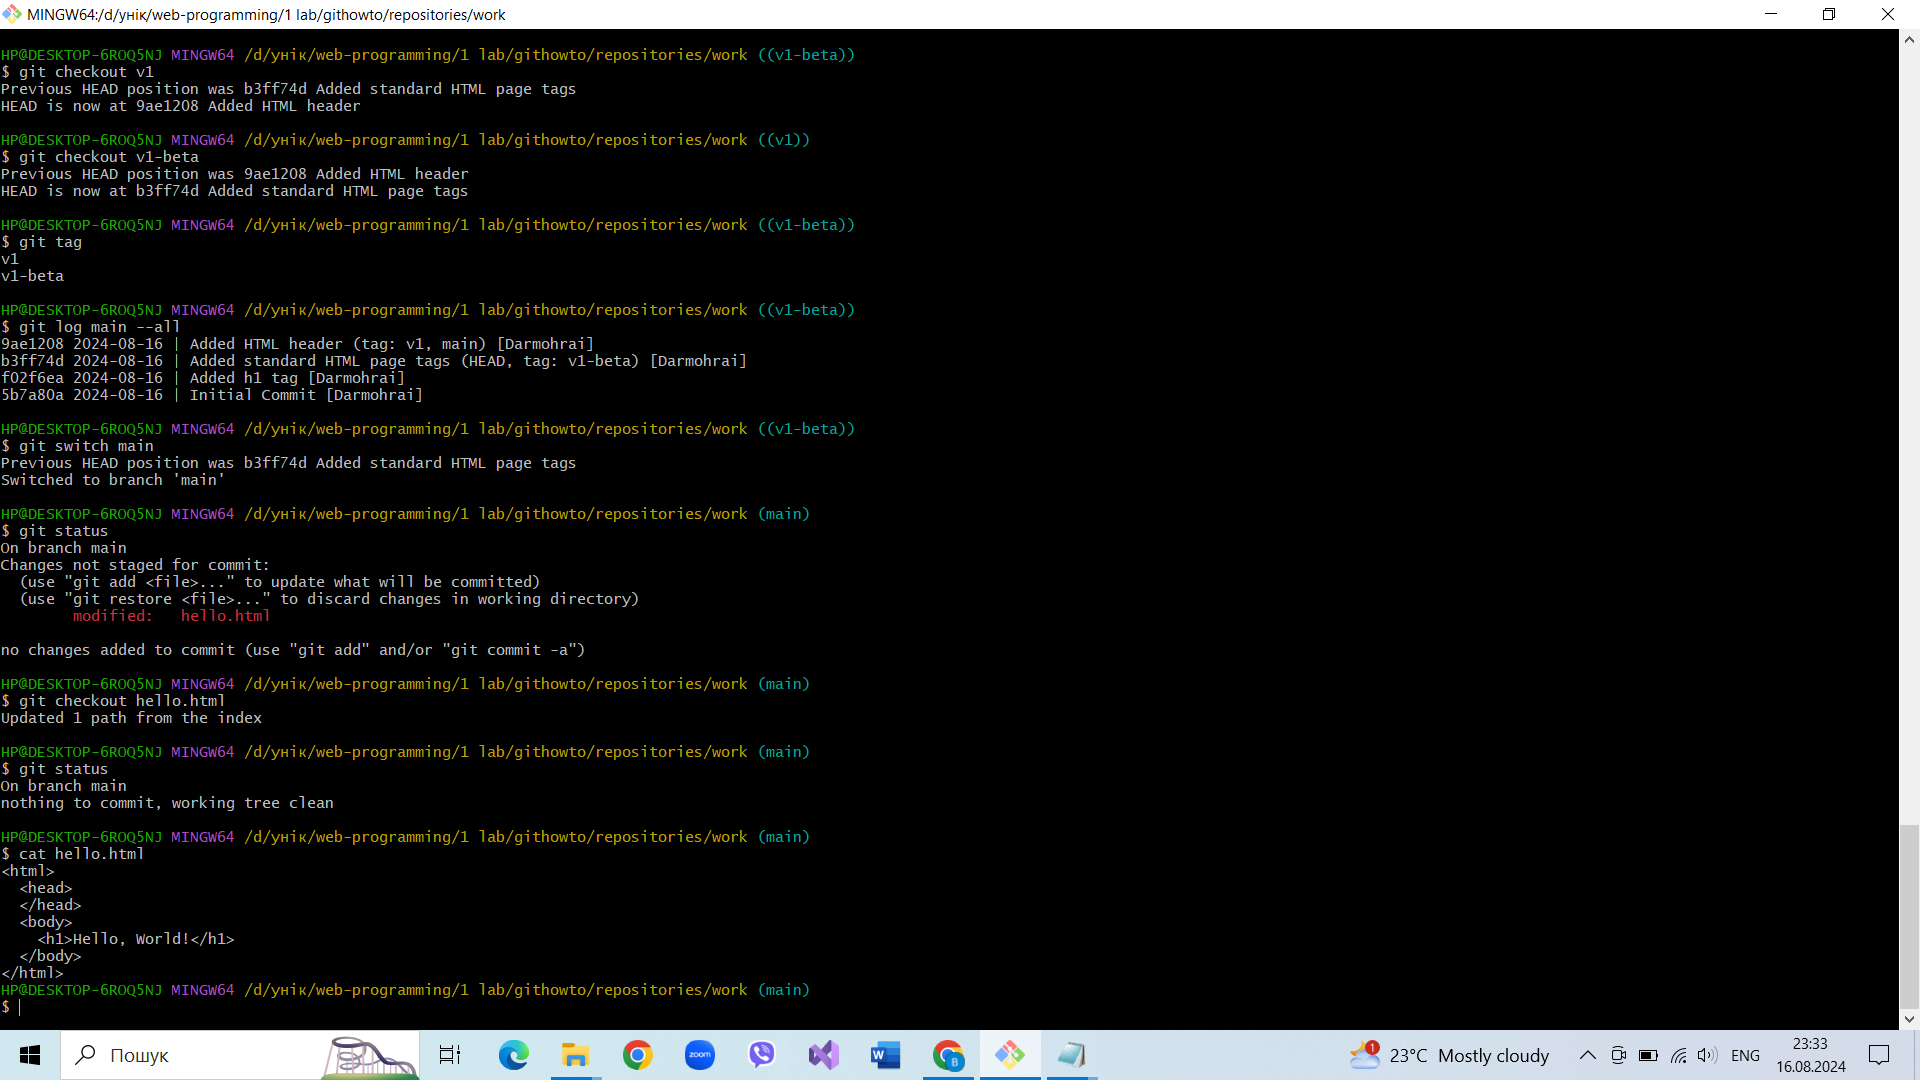 MINGW64:/d/унік/web-programming/1 lab/githowto/repositories/work
HP@DESKTOP-6ROQ5NJ MINGW64 /d/унік/web-programming/1 lab/githowto/repositories/work ((v1-beta))
$ git checkout v1
Previous HEAD position was b3ff74d Added standard HTML page tags
HEAD is now at 9ae1208 Added HTML header
HP@DESKTOP-6ROQ5NJ MINGW64 /d/унік/web-programming/1 lab/githowto/repositories/work ((v1))
$ git checkout v1-beta
Previous HEAD position was 9ae1208 Added HTML header
HEAD is now at b3ff74d Added standard HTML page tags
HP@DESKTOP-6ROQ5NJ MINGW64 /d/унік/web-programming/1 lab/githowto/repositories/work ((v1-beta))
$ git tag
v1
v1-beta
HP@DESKTOP-6ROQ5NJ MINGW64 /d/унік/web-programming/1 lab/githowto/repositories/work ((v1-beta))
$ git log main --all
9ae1208 2024-08-16 | Added HTML header (tag: v1, main) [Darmohrai]
b3ff74d 2024-08-16 | Added standard HTML page tags (HEAD, tag: v1-beta) [Darmohrai]
f02f6ea 2024-08-16 | Added h1 tag [Darmohrai]
5b7a80a 2024-08-16 | Initial Commit [Darmohrai]
HP@DESKTOP-6ROQ5NJ MINGW64 /d/унік/web-programming/1 lab/githowto/repositories/work ((v1-beta))
$ git switch main
Previous HEAD position was b3ff74d Added standard HTML page tags
Switched to branch 'main'
HP@DESKTOP-6ROQ5NJ MINGW64 /d/унік/web-programming/1 lab/githowto/repositories/work (main)
$ git status
On branch main
Changes not staged for commit:
  (use "git add <file>..." to update what will be committed)
  (use "git restore <file>..." to discard changes in working directory)
        modified:   hello.html
no changes added to commit (use "git add" and/or "git commit -a")
HP@DESKTOP-6ROQ5NJ MINGW64 /d/унік/web-programming/1 lab/githowto/repositories/work (main)
$ git checkout hello.html
Updated 1 path from the index
HP@DESKTOP-6ROQ5NJ MINGW64 /d/унік/web-programming/1 lab/githowto/repositories/work (main)
$ git status
On branch main
nothing to commit, working tree clean
HP@DESKTOP-6ROQ5NJ MINGW64 /d/унік/web-programming/1 lab/githowto/repositories/work (main)
$ cat hello.html
<html>
  <head>
  </head>
  <body>
    <h1>Hello, World!</h1>
  </body>
</html>
HP@DESKTOP-6ROQ5NJ MINGW64 /d/унік/web-programming/1 lab/githowto/repositories/work (main)
$
Пошук
zoom
W
B
1
23°C Mostly cloudy
ENG
23:33
16.08.2024